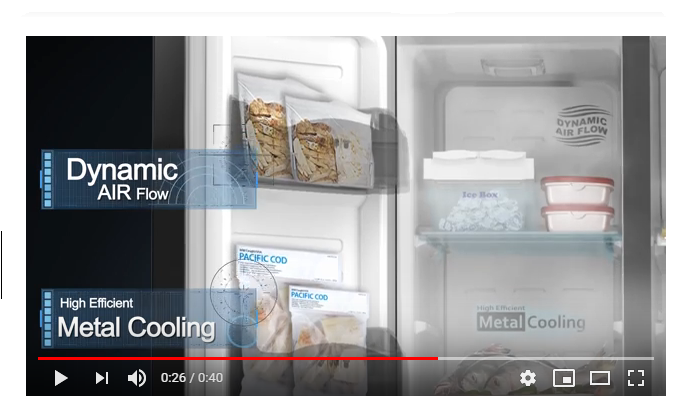 DYNAMIC
AIR FLOW
Dynamic
AIR Flow
Ice Box
PACIFIC COD
PACIFIC COD
High Efficient
Metal Cooling
High Efficient
Metal Cooling
0:26 / 0:40